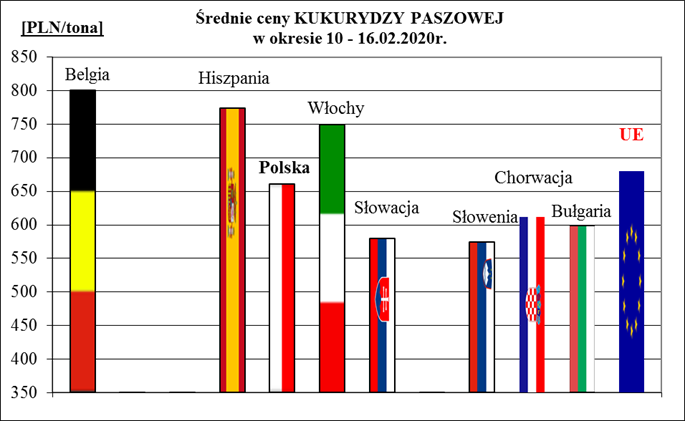 Średnie ceny KUKURYDZY PASZOWEJ
w okresie 10 - 16.02.2020r.
[PLN/tona]
850
800
750
700
650
600
550
500
450
400
350
Belgia
Hiszpania
Polska
Włochy
Słowacja
Słowenia
Chorwacja
Bułgaria
UE